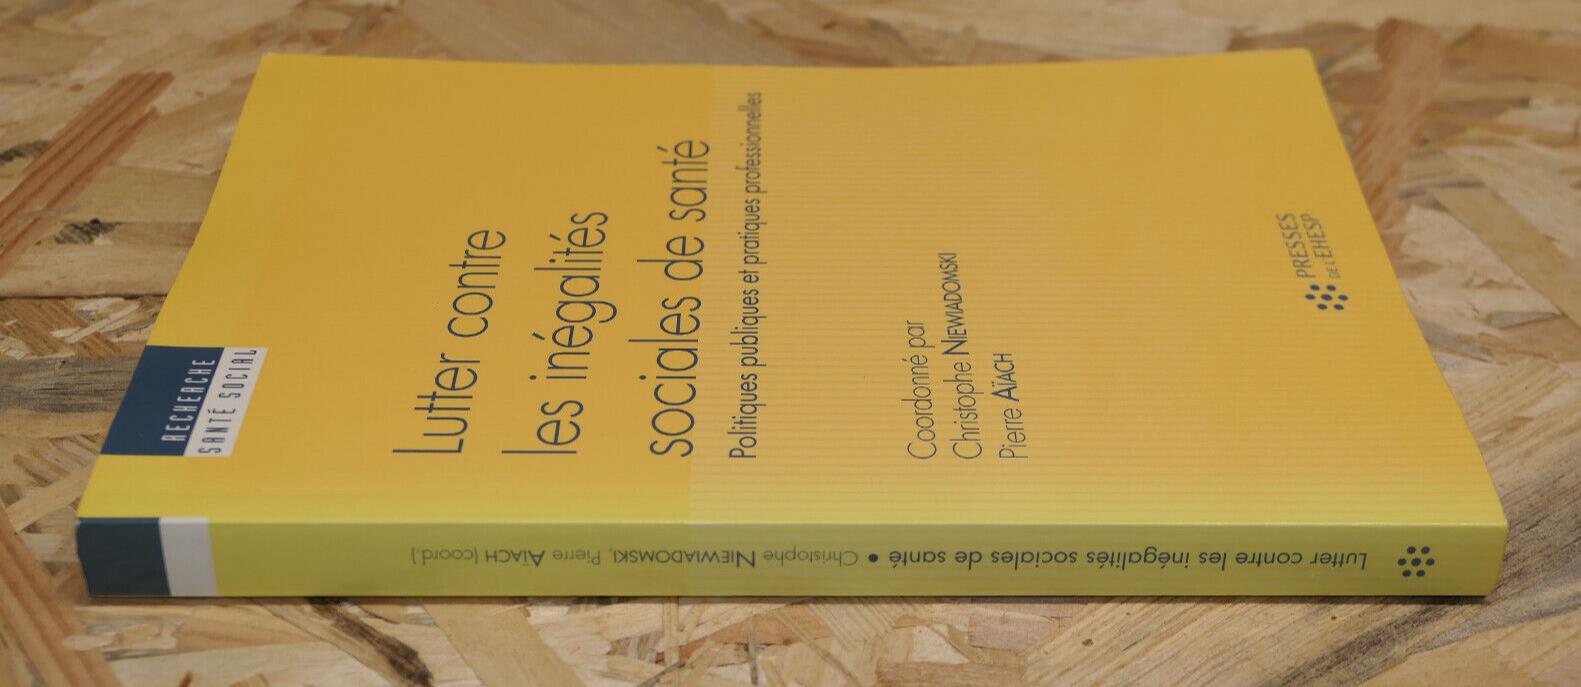 RECHERCHE
SANTÉ SOCIAL
Lutter contre
les inégalités
sociales de santé
Politiques publiques et pratiques professionnelles
Coordonné par
Christophe NEWIADOMSKI
Pierre AÏACH
PRESSES
DE L'EHESP
Lutter contre les inégalités sociales de santé • Christophe NIEWIADOMSKI, Pierre AÏACH (coord.)